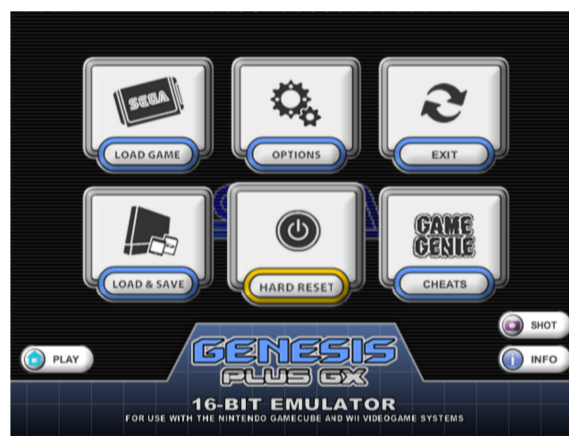 SEGA
LOAD GAME
OPTIONS
EXIT
GAME
GENIE
LOAD & SAVE
HARD RESET
CHEATS
SHOT
PLAY
INFO
GENESIS
PLUS GX
16-BIT EMULATOR
FOR USE WITH THE NINTENDO GAMECUBE AND WII VIDEOGAME SYSTEMS